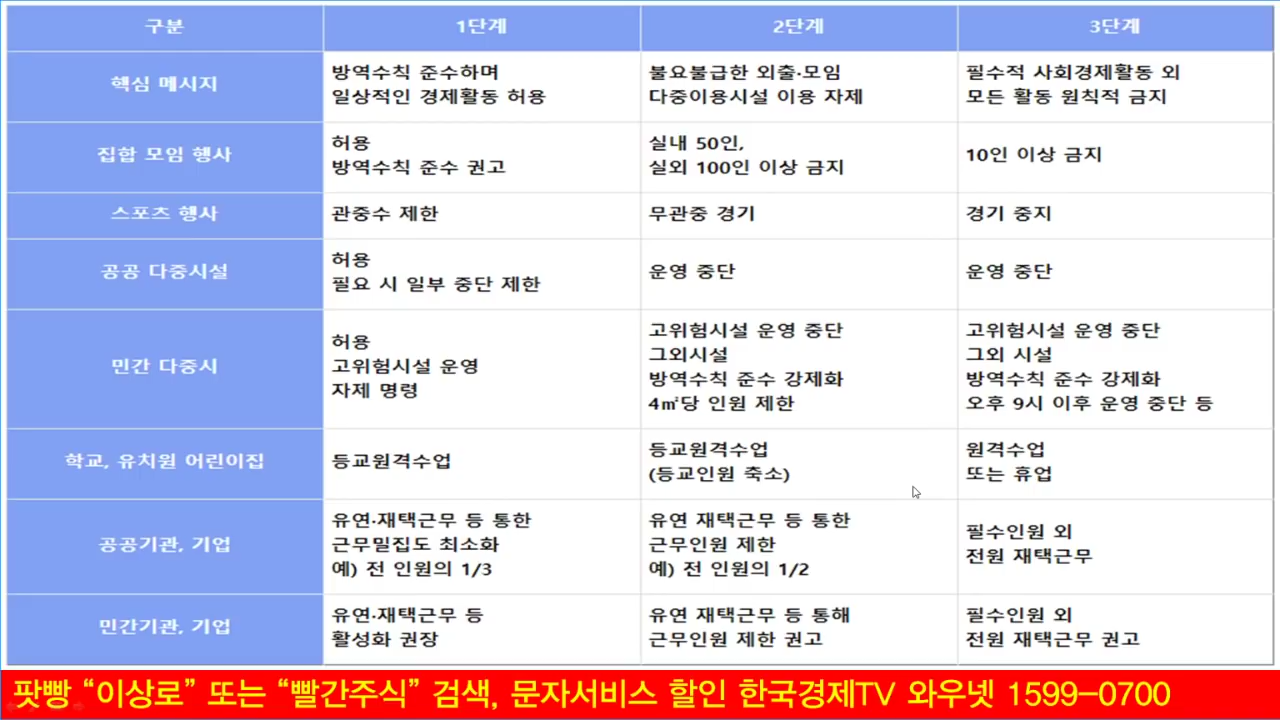 구분 1단계 2단계 3단계
핵심 메시지
방역수칙 준수하며
일상적인 경제활동 허용
불요불급한 외출·모임
다중이용시설 이용 자제
필수적 사회경제활동 외
모든 활동 원칙적 금지
집합 모임 행사
허용
방역수칙 준수 권고
실내 50인,
실외 100인 이상 금지
10인 이상 금지
스포츠 행사
관중수 제한
무관중 경기
경기 중지
공공 다중시설
허용
필요 시 일부 중단 제한
운영 중단
운영 중단
민간 다중시
허용
고위험시설 운영
자제 명령
고위험시설 운영 중단
그외시설
방역수칙 준수 강제화
4㎡당 인원 제한
고위험시설 운영 중단
그외 시설
방역수칙 준수 강제화
오후 9시 이후 운영 중단 등
학교, 유치원 어린이집
등교원격수업
등교원격수업
(등교인원 축소)
원격수업
또는 휴업
공공기관, 기업
유연·재택근무 등 통한
근무밀집도 최소화
예) 전 인원의 1/3
유연 재택근무 등 통한
근무인원 제한
예) 전 인원의 1/2
필수인원 외
전원 재택근무
민간기관, 기업
유연·재택근무 등
활성화 권장
유연 재택근무 등 통해
근무인원 제한 권고
필수인원 외
전원 재택근무 권고
팟빵 “이상로” 또는 “빨간주식” 검색, 문자서비스 할인 한국경제TV 와우넷 1599-0700